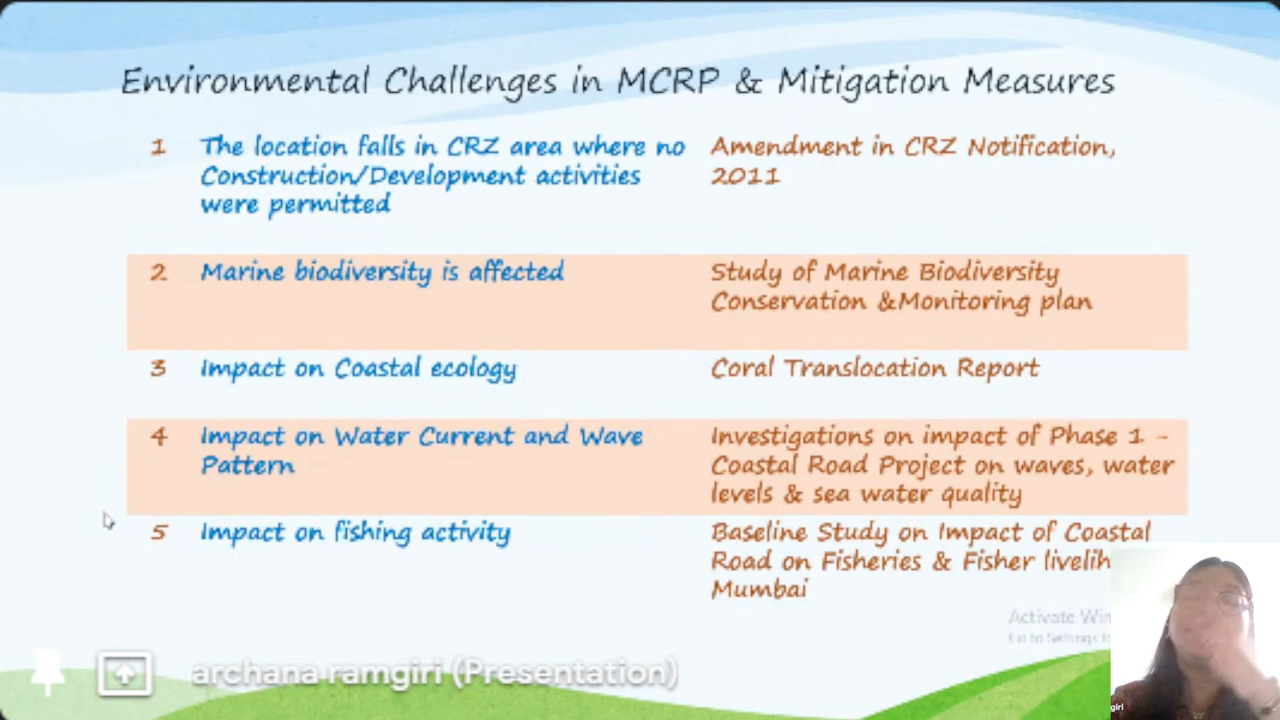 Environmental Challenges in MCRP & Mitigation Measures
1 The location falls in CRZ area where no
Construction/Development activities
were permitted
Amendment in CRZ Notification,
2011
2 Marine biodiversity is affected
Study of Marine Biodiversity
Conservation &Monitoring plan
3 Impact on Coastal ecology
Coral Translocation Report
4 Impact on Water Current and Wave
Pattern
Investigations on impact of Phase 1 -
Coastal Road Project on waves, water
levels & sea water quality
5 Impact on fishing activity
Baseline Study on Impact of Coastal
Road on Fisheries & Fisher
Mumbai
Activate
Go to Settings
archana ramgiri (Presentation)